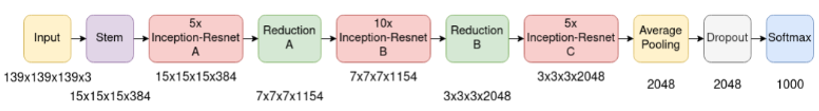 Input
Stem
5x
Inception-Resnet
A
Reduction
A
10x
Inception-Resnet
B
Reduction
B
5x
Inception-Resnet
C
Average
Pooling
Dropout
Softmax
139x139x139x3
15x15x15x384
15x15x15x384
7x7x7x1154
7x7x7x1154
3x3x3x2048
3x3x3x2048
2048
2048
1000